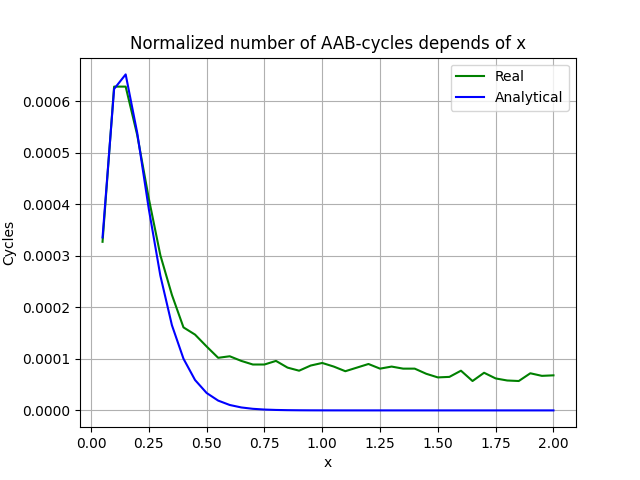 Normalized number of AAB-cycles depends of x
Real
Analytical
0.0006
0.0005
0.0004
0.0003
0.0002
0.0001
0.0000
Cycles
0.00 0.25 0.50 0.75 1.00 1.25 1.50 1.75 2.00
x